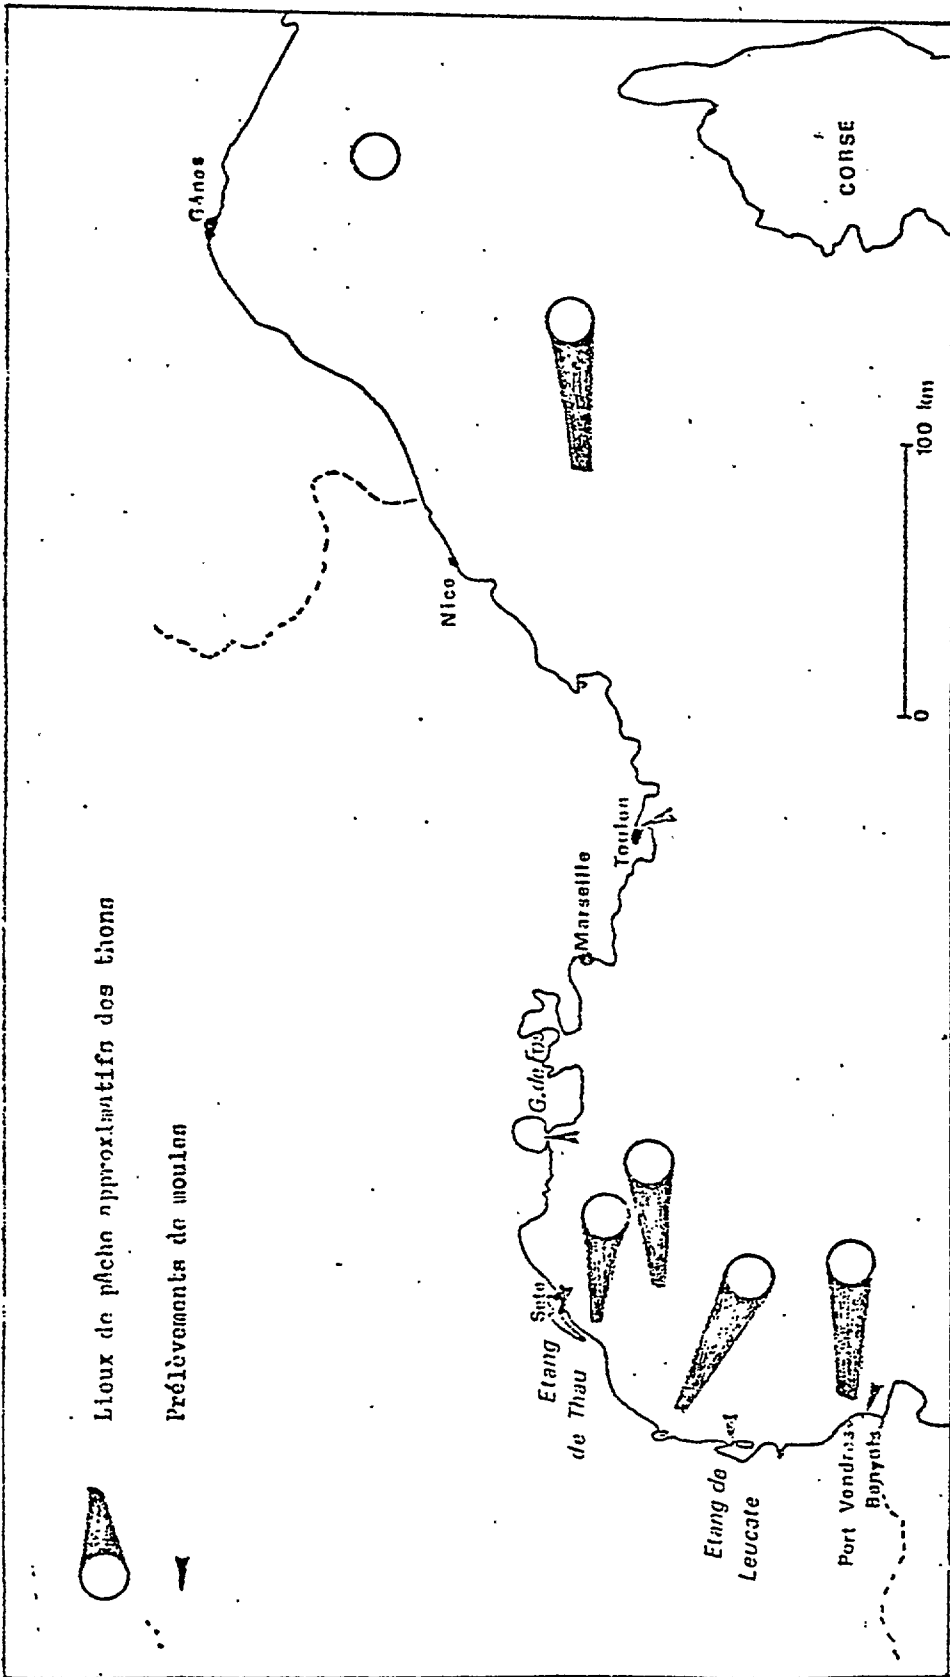 Lieux de pêche approximatifs des thons
Prélèvements de moules
Gênes
CORSE
Nice
100 km
0
Toulon
Marseille
G. de Fos
Sète
Etang
de Thau
Etang de
Leucate
Port Vendres
Banyuls